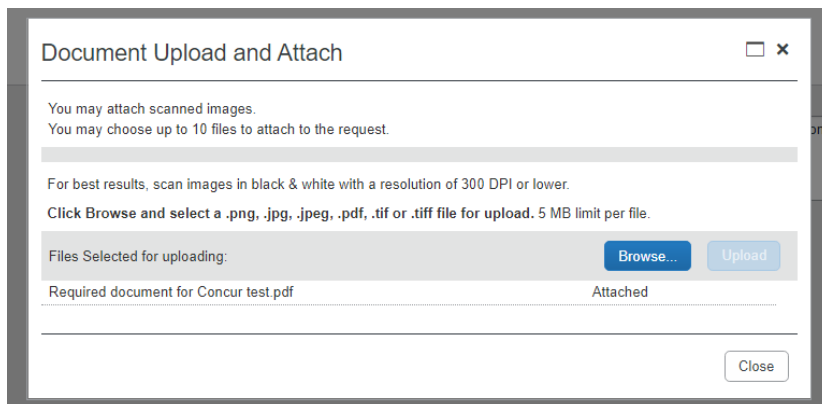 Document Upload and Attach
You may attach scanned images.
You may choose up to 10 files to attach to the request.
For best results, scan images in black & white with a resolution of 300 DPI or lower.
Click Browse and select a .png, .jpg, .jpeg, .pdf, .tif or .tiff file for upload. 5 MB limit per file.
Files Selected for uploading: Browse... Upload
Required document for Concur test.pdf Attached
Close